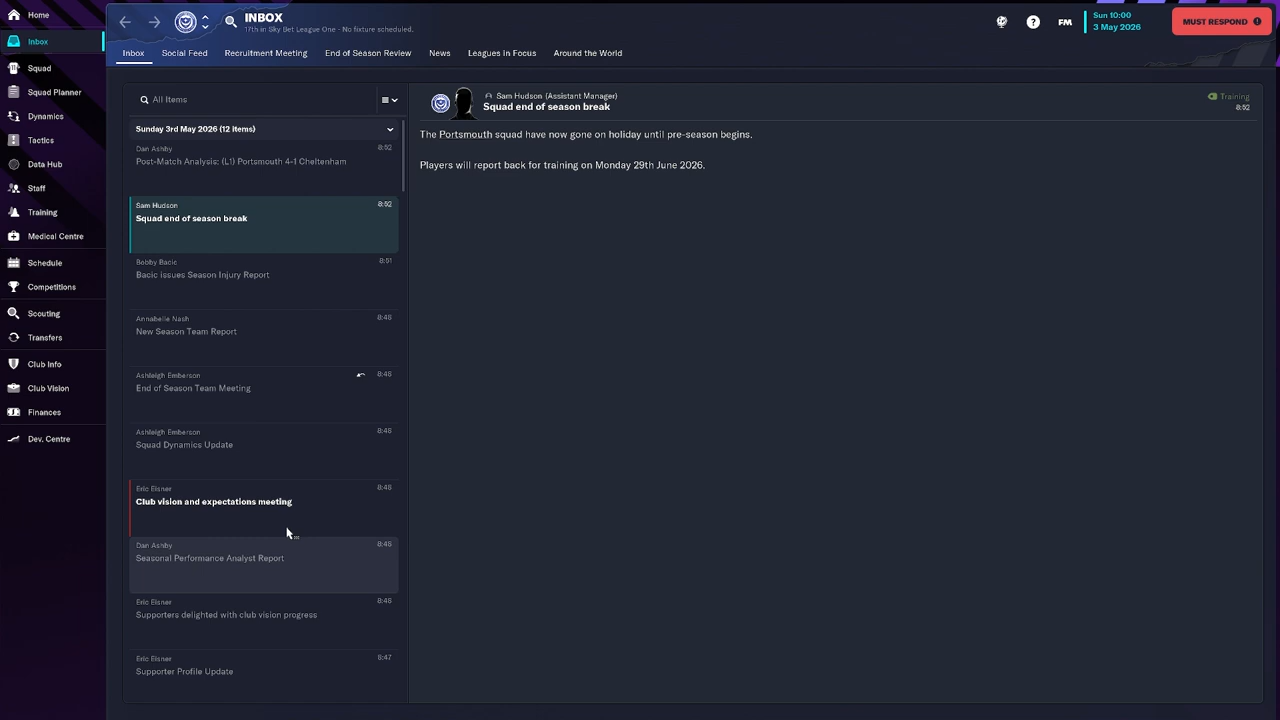 Home
Inbox
Squad
Squad Planner
Dynamics
Tactics
Data Hub
Staff
Training
Medical Centre
Schedule
Competitions
Scouting
Transfers
Club Info
Club Vision
Finances
Dev. Centre
INBOX
17th in Sky Bet League One - No fixture scheduled.
FM
Sun 10:00
3 May 2026
MUST RESPOND
Inbox Social Feed Recruitment Meeting End of Season Review News Leagues in Focus Around the World
All Items
Sunday 3rd May 2026 (12 items)
Dan Ashby 8:52
Post-Match Analysis: (L1) Portsmouth 4-1 Cheltenham
Sam Hudson 8:52
Squad end of season break
Bobby Bacic 8:51
Bacic issues Season Injury Report
Annabelle Nash 8:48
New Season Team Report
Ashleigh Emberson 8:48
End of Season Team Meeting
Ashleigh Emberson 8:48
Squad Dynamics Update
Eric Eisner 8:48
Club vision and expectations meeting
Dan Ashby 8:48
Seasonal Performance Analyst Report
Eric Eisner 8:48
Supporters delighted with club vision progress
Eric Eisner 8:47
Supporter Profile Update
Sam Hudson (Assistant Manager)
Squad end of season break
Training
8:52
The Portsmouth squad have now gone on holiday until pre-season begins.
Players will report back for training on Monday 29th June 2026.